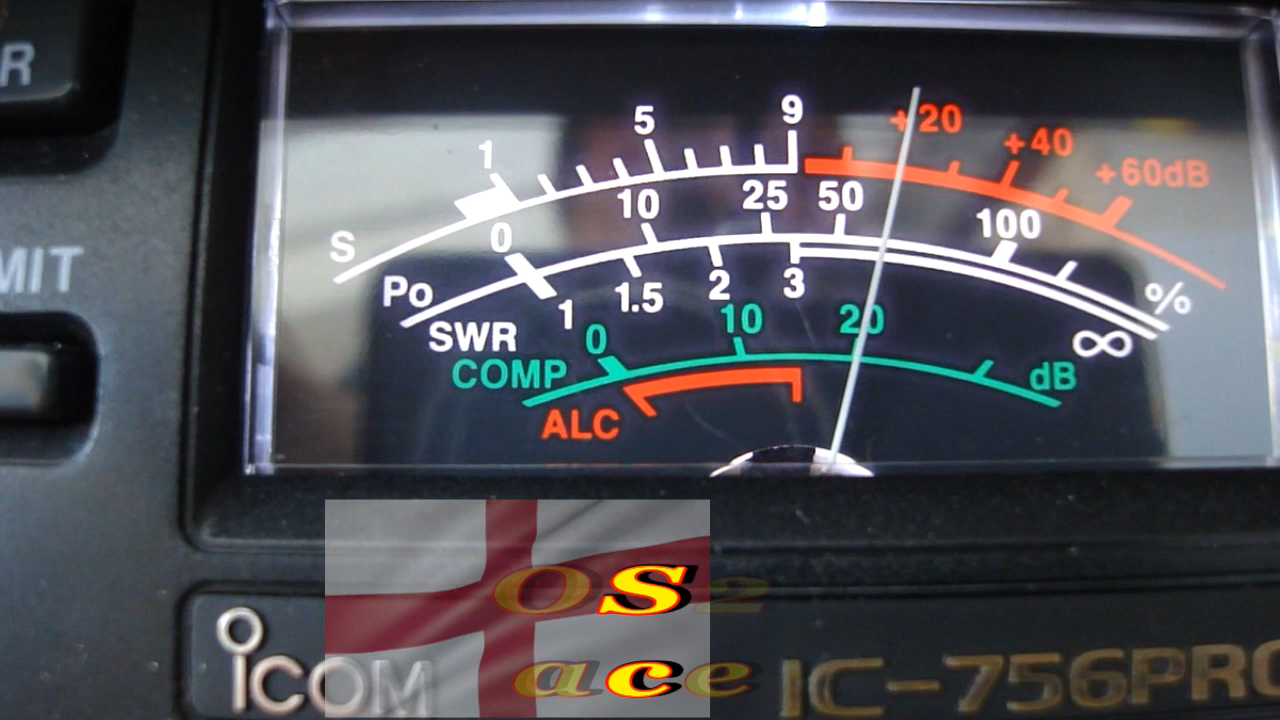 R
MIT
1 5 9 +20 +40 +60dB
S
0 10 25 50 100 %
Po
SWR 1 1.5 2 3 ∞
COMP 0 10 20 dB
ALC
OS2
ace
ICOM IC-756PRO